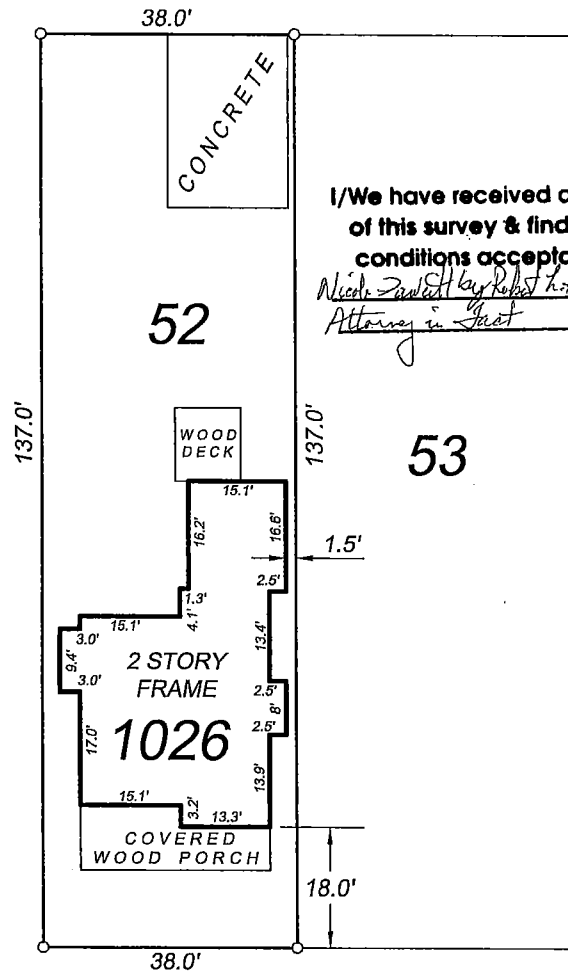 38.0'
CONCRETE
I/We have received a
of this survey & find
conditions accepta
by Robert
Attorney in Fact
52
137.0'
137.0'
53
WOOD
DECK
15.1'
16.2'
16.6'
1.5'
1.3'
4.1'
2.5'
15.1'
3.0'
9.4'
3.0'
13.4'
2 STORY
FRAME
2.5'
8'
2.5'
1026
17.0'
13.9'
15.1'
3.2'
13.3'
COVERED
WOOD PORCH
18.0'
38.0'